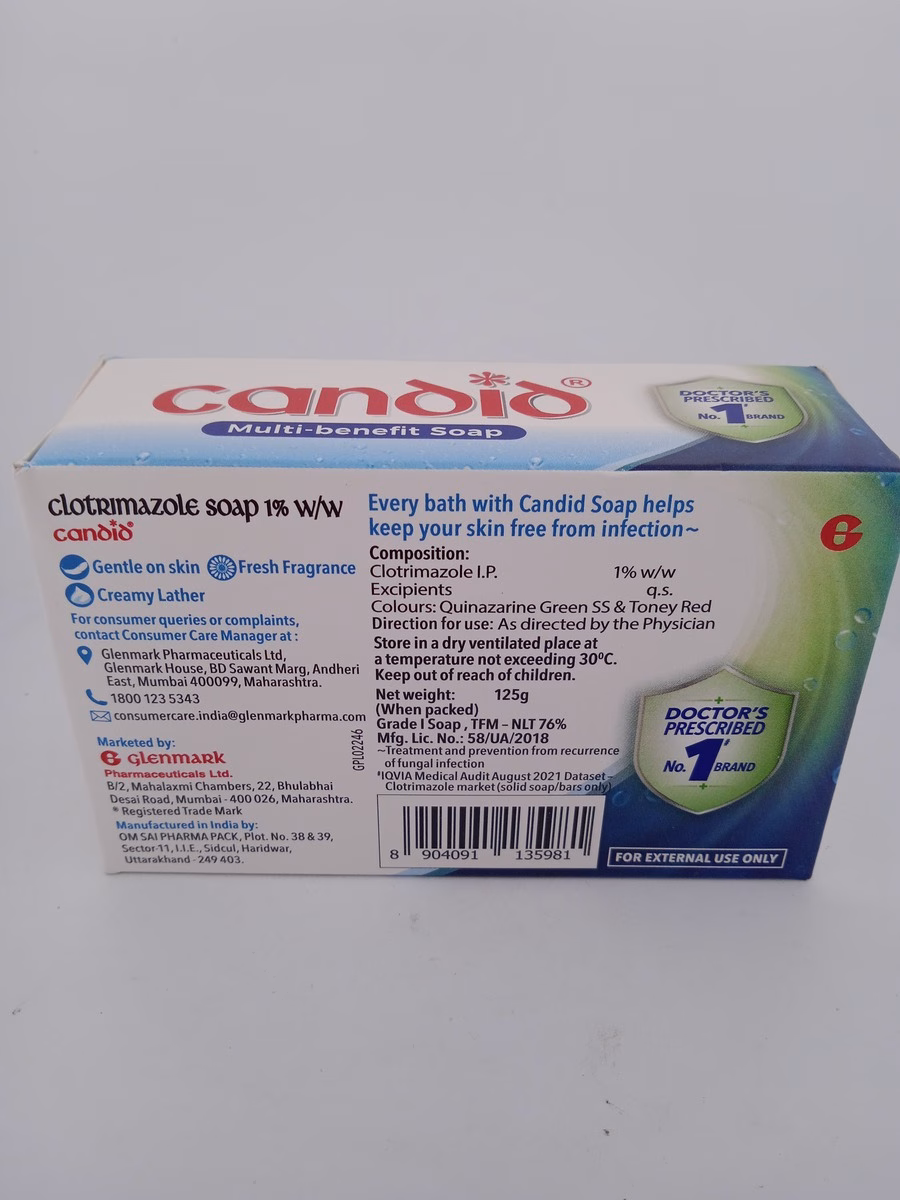 candid®
Multi-benefit Soap
DOCTOR'S
PRESCRIBED
No. 1# BRAND
Clotrimazole Soap 1% w/w
candid*
Gentle on skin Fresh Fragrance
Creamy Lather
For consumer queries or complaints,
contact Consumer Care Manager at :
Glenmark Pharmaceuticals Ltd,
Glenmark House, BD Sawant Marg, Andheri
East, Mumbai 400099, Maharashtra.
1800 123 5343
consumercare.india@glenmarkpharma.com
Marketed by:
G glenmark
Pharmaceuticals Ltd.
B/2, Mahalaxmi Chambers, 22, Bhulabhai
Desai Road, Mumbai - 400 026, Maharashtra.
* Registered Trade Mark
Manufactured in India by:
OM SAI PHARMA PACK, Plot. No. 38 & 39,
Sector-11, I.I.E., Sidcul, Haridwar,
Uttarakhand - 249 403.
GPL02246
Every bath with Candid Soap helps
keep your skin free from infection~
Composition:
Clotrimazole I.P. 1% w/w
Excipients q.s.
Colours: Quinazarine Green SS & Toney Red
Direction for use: As directed by the Physician
Store in a dry ventilated place at
a temperature not exceeding 30°C.
Keep out of reach of children.
Net weight: 125g
(When packed)
Grade I Soap , TFM – NLT 76%
Mfg. Lic. No.: 58/UA/2018
~Treatment and prevention from recurrence
of fungal infection
#IQVIA Medical Audit August 2021 Dataset –
Clotrimazole market (solid soap/bars only)
8 904091 135981
G
DOCTOR'S
PRESCRIBED
No. 1# BRAND
FOR EXTERNAL USE ONLY